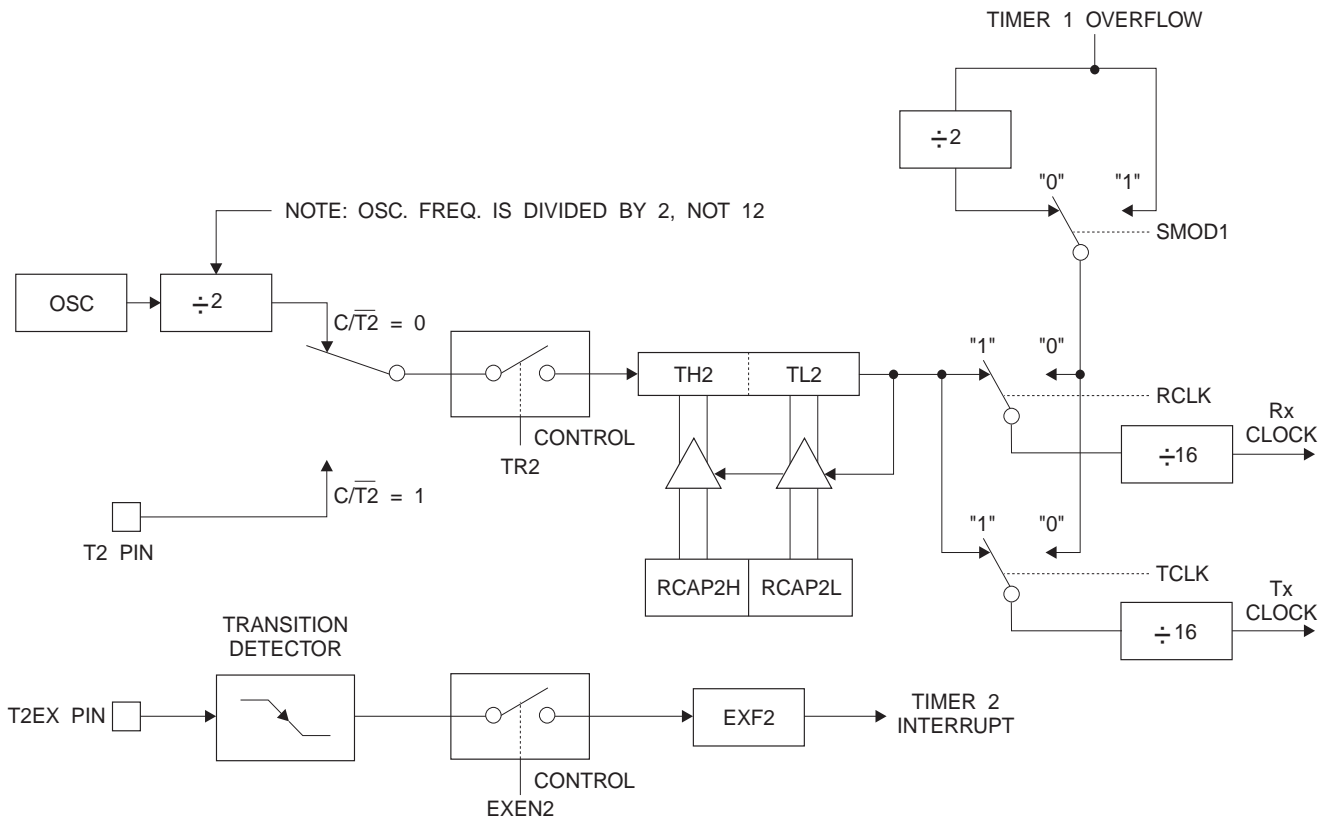 TIMER 1 OVERFLOW
÷2
"0" "1"
NOTE: OSC. FREQ. IS DIVIDED BY 2, NOT 12
SMOD1
OSC
÷2
C/T2̅ = 0
"1" "0"
TH2 TL2
RCLK
Rx
CLOCK
CONTROL
TR2
÷16
C/T2̅ = 1
"1" "0"
T2 PIN
TCLK
RCAP2H RCAP2L
Tx
CLOCK
TRANSITION
DETECTOR
÷16
T2EX PIN
EXF2
TIMER 2
INTERRUPT
CONTROL
EXEN2